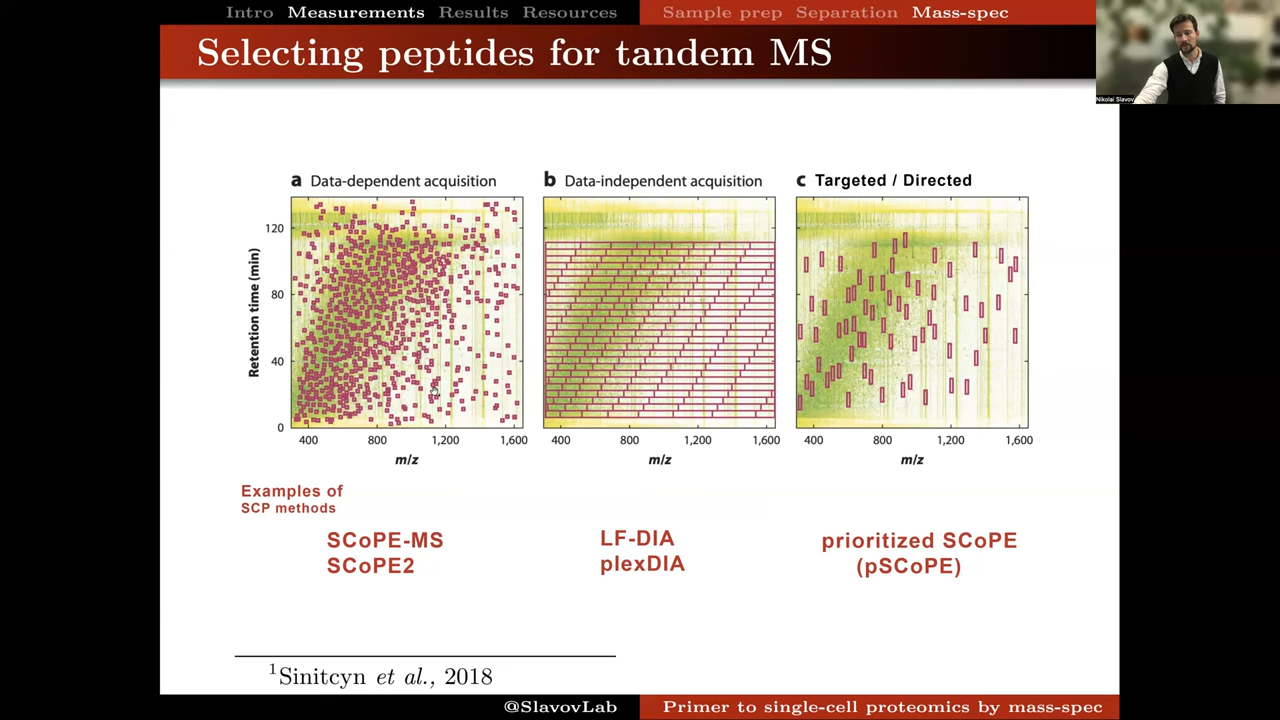 Intro Measurements Results Resources Sample prep Separation Mass-spec
Selecting peptides for tandem MS
Nikolai Slavov
a Data-dependent acquisition
b Data-independent acquisition
c Targeted / Directed
Retention time (min)
120
80
40
0
400 800 1,200 1,600
400 800 1,200 1,600
400 800 1,200 1,600
m/z
m/z
m/z
Examples of
SCP methods
SCoPE-MS
SCoPE2
LF-DIA
plexDIA
prioritized SCoPE
(pSCoPE)
1Sinitcyn et al., 2018
@SlavovLab
Primer to single-cell proteomics by mass-spec